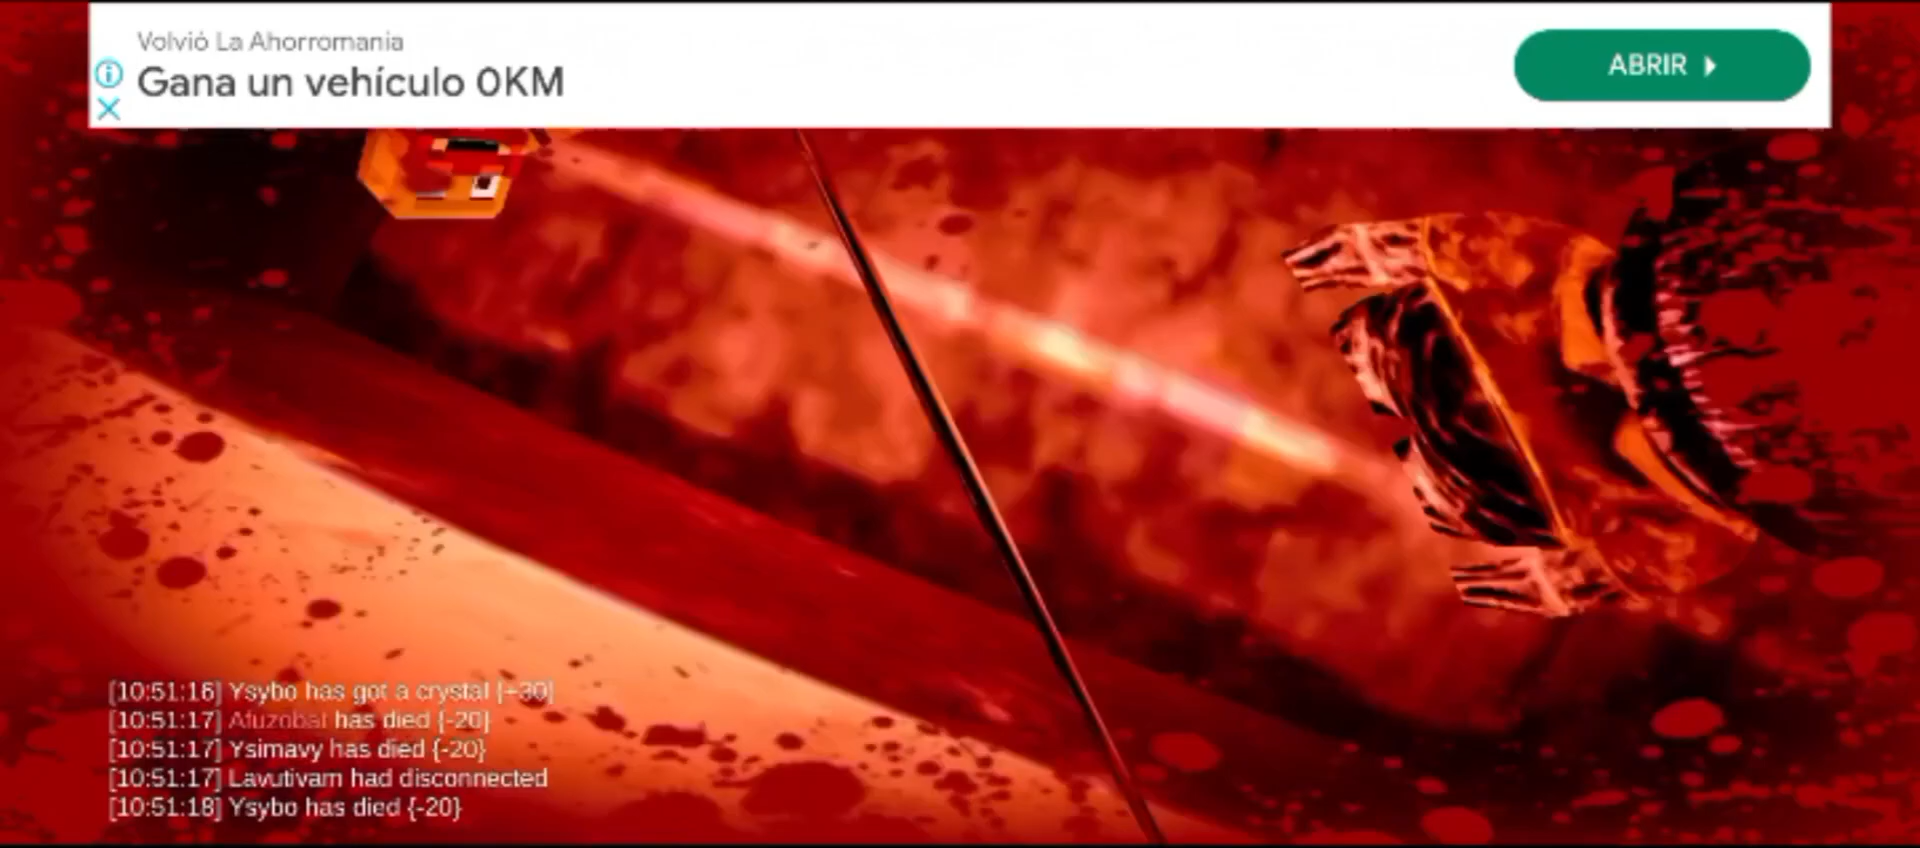 Volvió La Ahorromanía
Gana un vehículo 0KM
ABRIR
[10:51:16] Ysybo has got a crystal {+30}
[10:51:17] Afuzobat has died {-20}
[10:51:17] Ysimavy has died {-20}
[10:51:17] Lavutivam had disconnected
[10:51:18] Ysybo has died {-20}